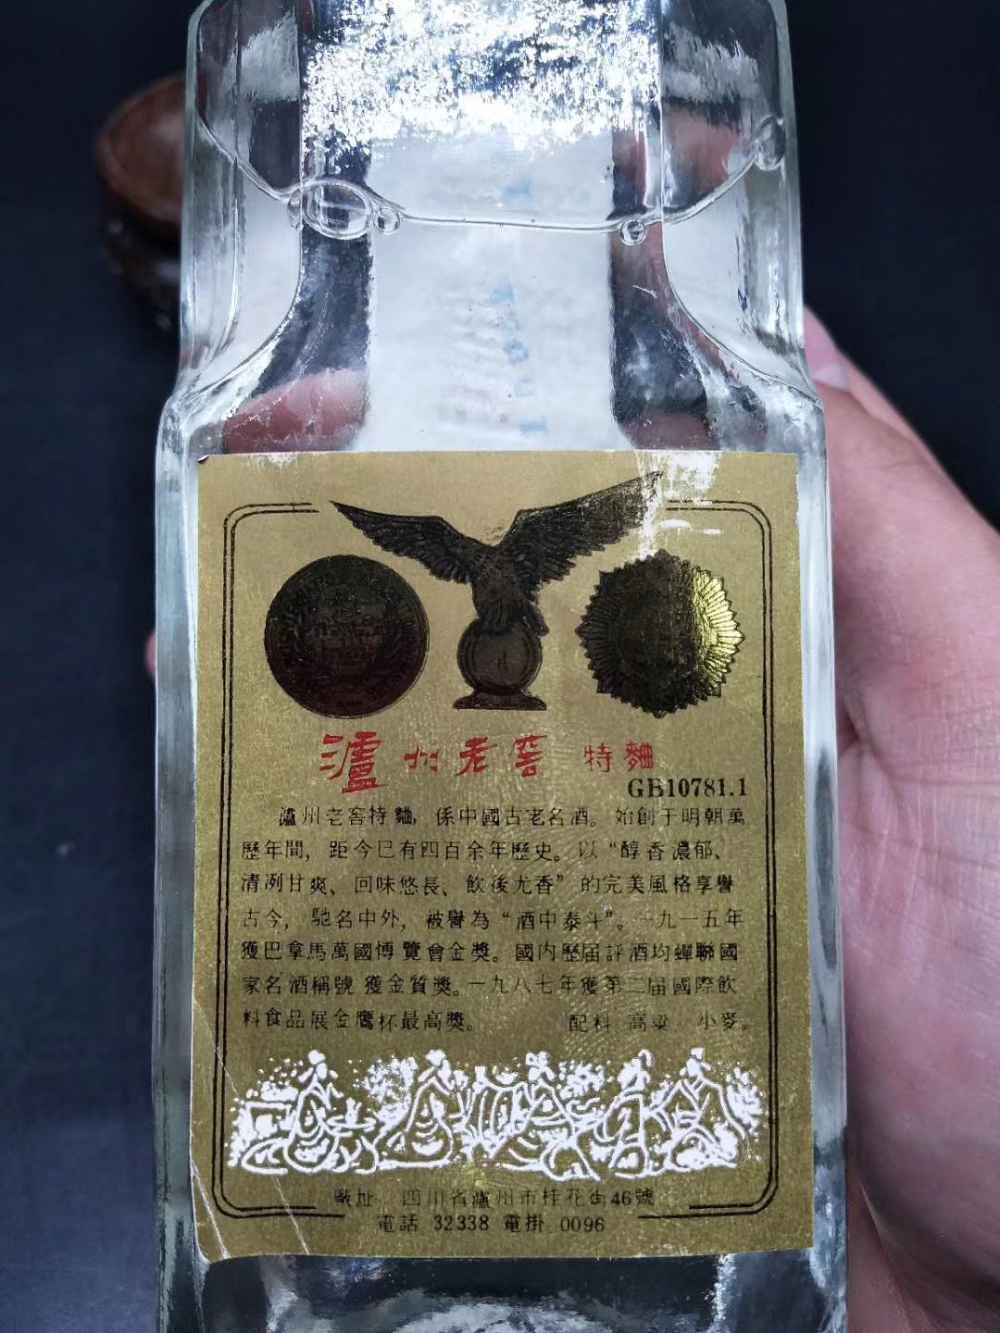 瀘州老窖 特麯
GB10781.1
瀘州老窖特麯，係中國古老名酒。始創于明朝萬
歷年間，距今已有四百余年歷史。以“醇香濃郁、
清冽甘爽、回味悠長、飲後尤香”的完美風格享譽
古今，馳名中外，被譽為“酒中泰斗”。一九一五年
獲巴拿馬萬國博覽會金獎。國内歷届評酒均蟬聯國
家名酒稱號 獲金質獎。一九八七年獲第二届國際飲
料食品展金鷹杯最高獎。 配料 高粱 小麥。
廠址 四川省瀘州市桂花街46號
電話 32338 電掛 0096